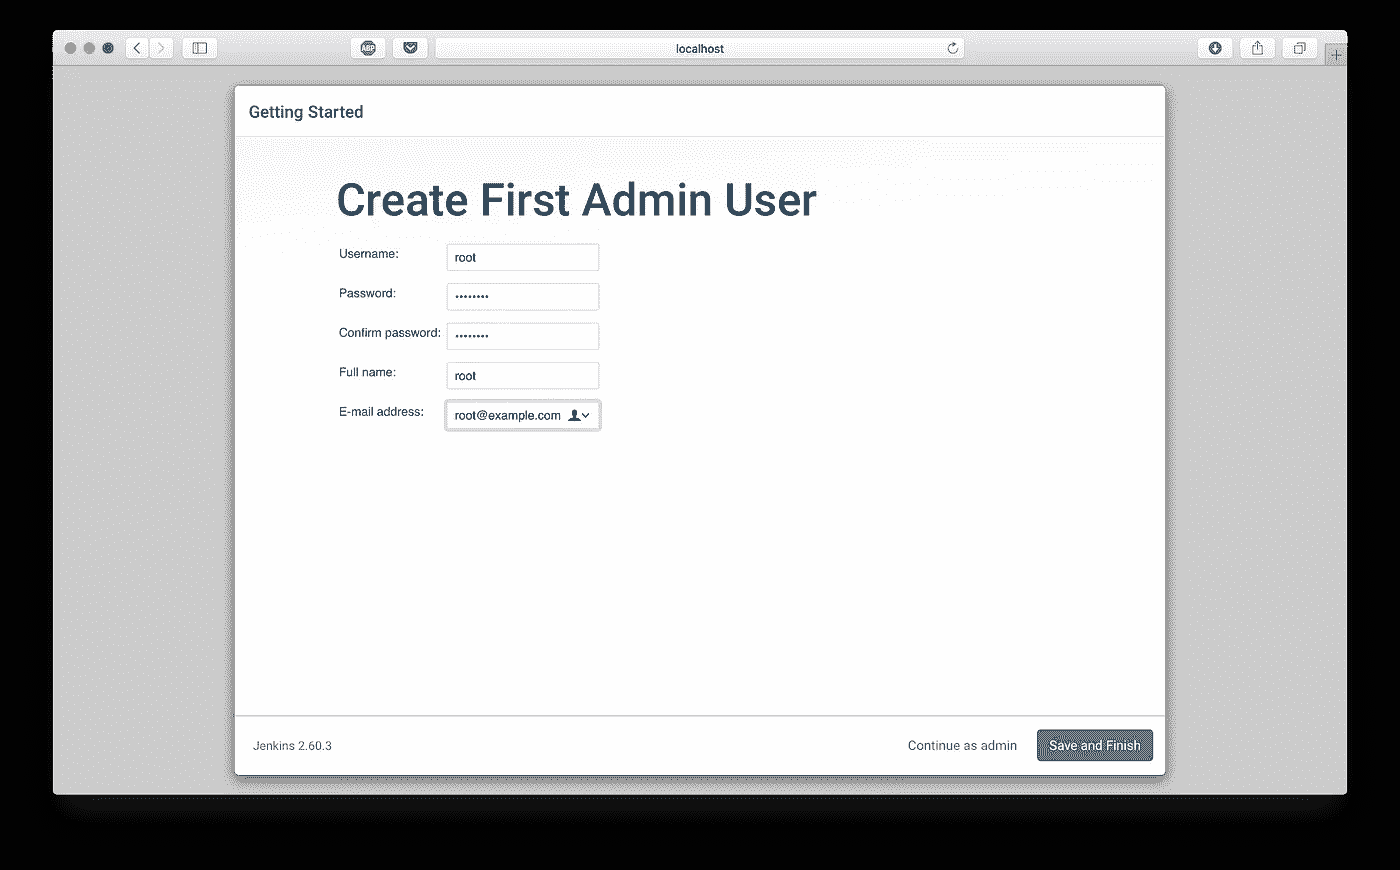 ABP
localhost
Getting Started
Create First Admin User
Username:
root
Password:
••••••••
Confirm password:
••••••••
Full name:
root
E-mail address:
root@example.com
Jenkins 2.60.3
Continue as admin
Save and Finish